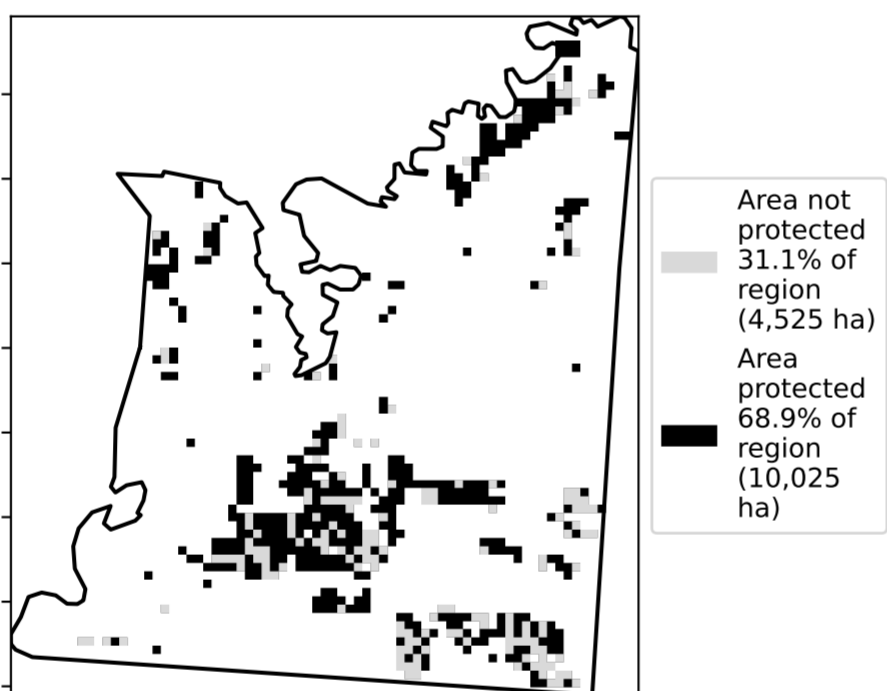 Area not
protected
31.1% of
region
(4,525 ha)
Area
protected
68.9% of
region
(10,025
ha)